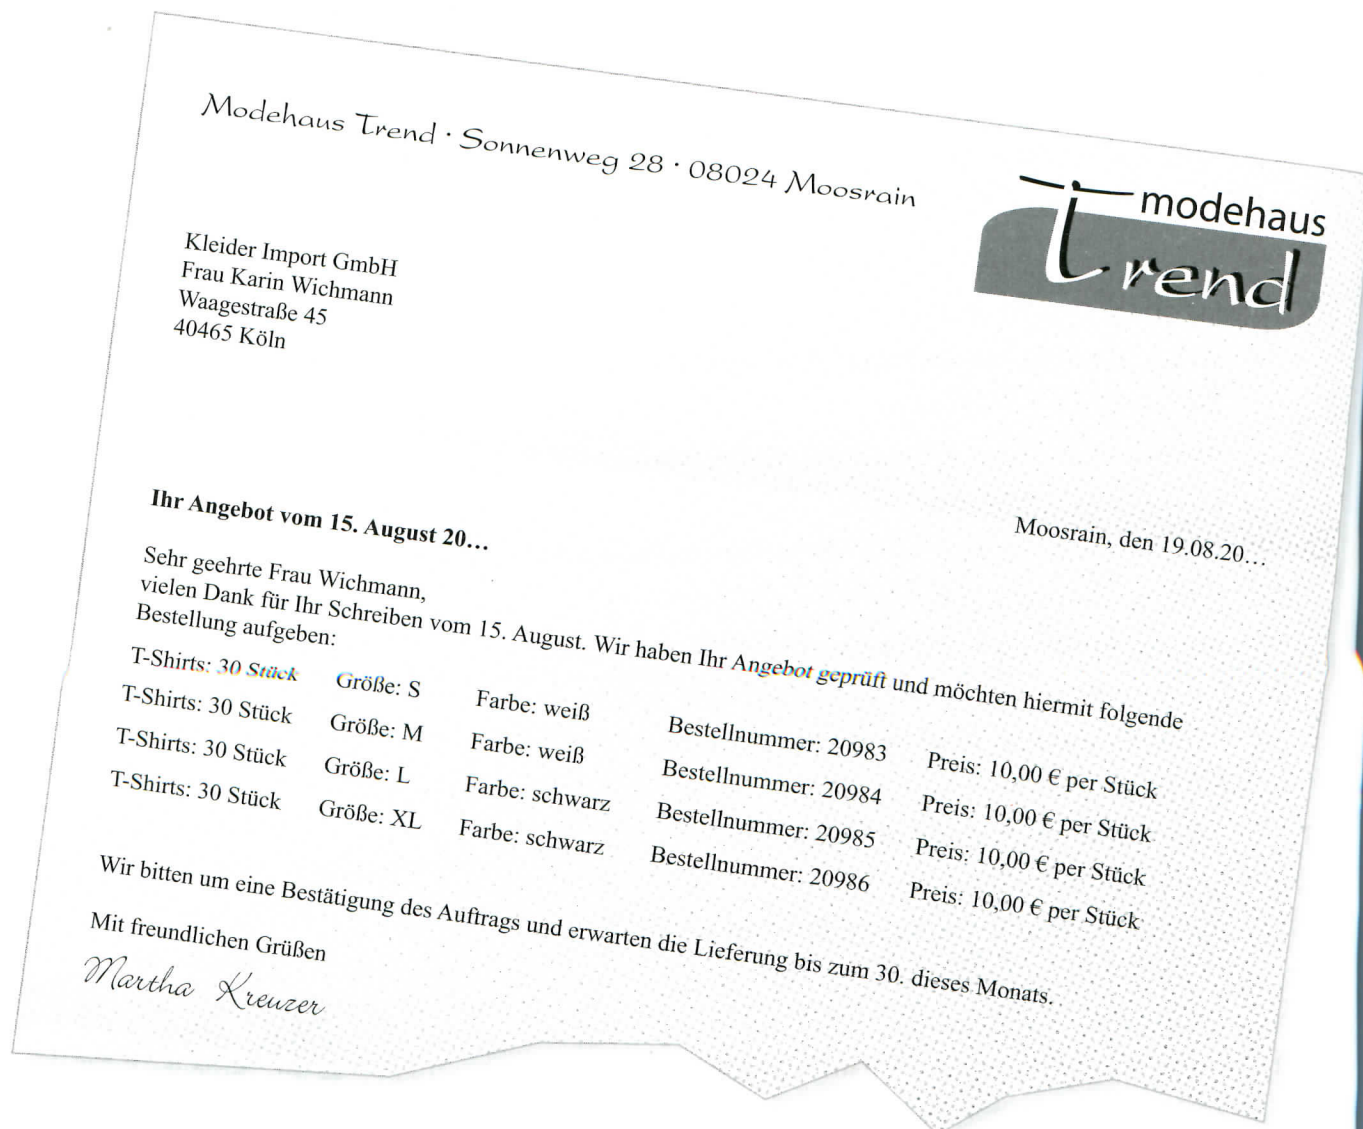 Modehaus Trend · Sonnenweg 28 · 08024 Moosrain
modehaus
Trend
Kleider Import GmbH
Frau Karin Wichmann
Waagestraße 45
40465 Köln
Moosrain, den 19.08.20…
Ihr Angebot vom 15. August 20…
Sehr geehrte Frau Wichmann,
vielen Dank für Ihr Schreiben vom 15. August. Wir haben Ihr Angebot geprüft und möchten hiermit folgende
Bestellung aufgeben:
T-Shirts: 30 Stück Größe: S Farbe: weiß Bestellnummer: 20983 Preis: 10,00 € per Stück
T-Shirts: 30 Stück Größe: M Farbe: weiß Bestellnummer: 20984 Preis: 10,00 € per Stück
T-Shirts: 30 Stück Größe: L Farbe: schwarz Bestellnummer: 20985 Preis: 10,00 € per Stück
T-Shirts: 30 Stück Größe: XL Farbe: schwarz Bestellnummer: 20986 Preis: 10,00 € per Stück
Wir bitten um eine Bestätigung des Auftrags und erwarten die Lieferung bis zum 30. dieses Monats.
Mit freundlichen Grüßen
Martha Kreuzer